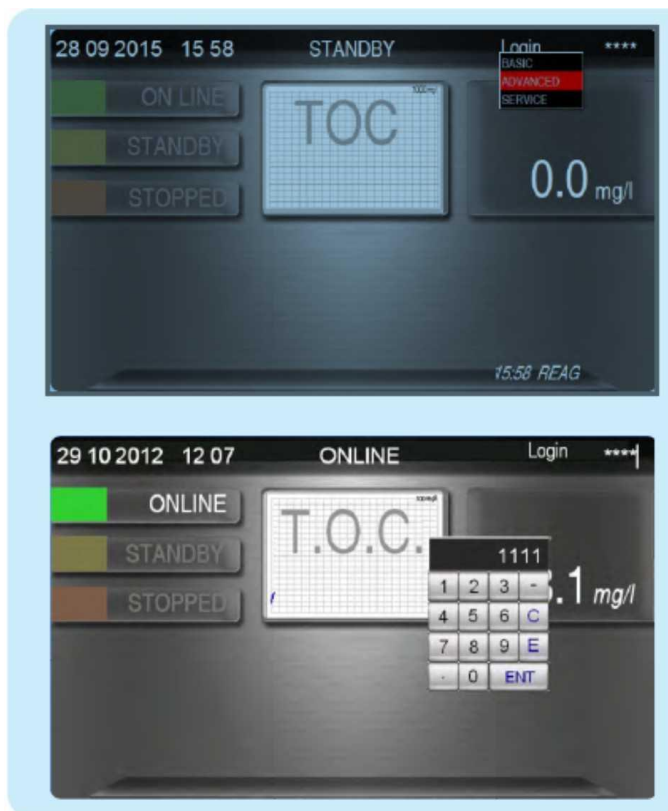 28 09 2015 15 58 STANDBY Login ****
BASIC
ADVANCED
SERVICE
ON LINE
STANDBY
STOPPED
TOC
0.0 mg/l
15:58 REAG
29 10 2012 12 07 ONLINE Login ****
ONLINE
STANDBY
STOPPED
T.O.C.
.1 mg/l
1111
1 2 3 -
4 5 6 C
7 8 9 E
. 0 ENT